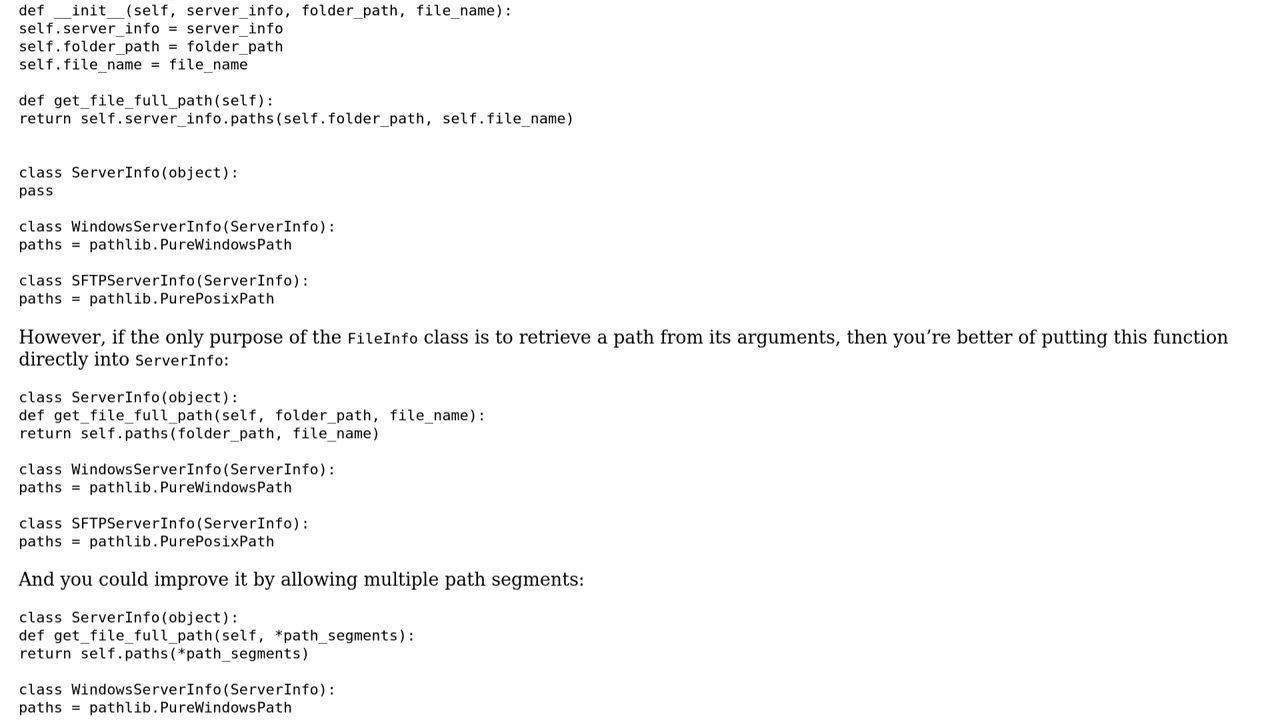 def __init__(self, server_info, folder_path, file_name):
self.server_info = server_info
self.folder_path = folder_path
self.file_name = file_name
def get_file_full_path(self):
return self.server_info.paths(self.folder_path, self.file_name)
class ServerInfo(object):
pass
class WindowsServerInfo(ServerInfo):
paths = pathlib.PureWindowsPath
class SFTPServerInfo(ServerInfo):
paths = pathlib.PurePosixPath
However, if the only purpose of the FileInfo class is to retrieve a path from its arguments, then you’re better of putting this function
directly into ServerInfo:
class ServerInfo(object):
def get_file_full_path(self, folder_path, file_name):
return self.paths(folder_path, file_name)
class WindowsServerInfo(ServerInfo):
paths = pathlib.PureWindowsPath
class SFTPServerInfo(ServerInfo):
paths = pathlib.PurePosixPath
And you could improve it by allowing multiple path segments:
class ServerInfo(object):
def get_file_full_path(self, *path_segments):
return self.paths(*path_segments)
class WindowsServerInfo(ServerInfo):
paths = pathlib.PureWindowsPath